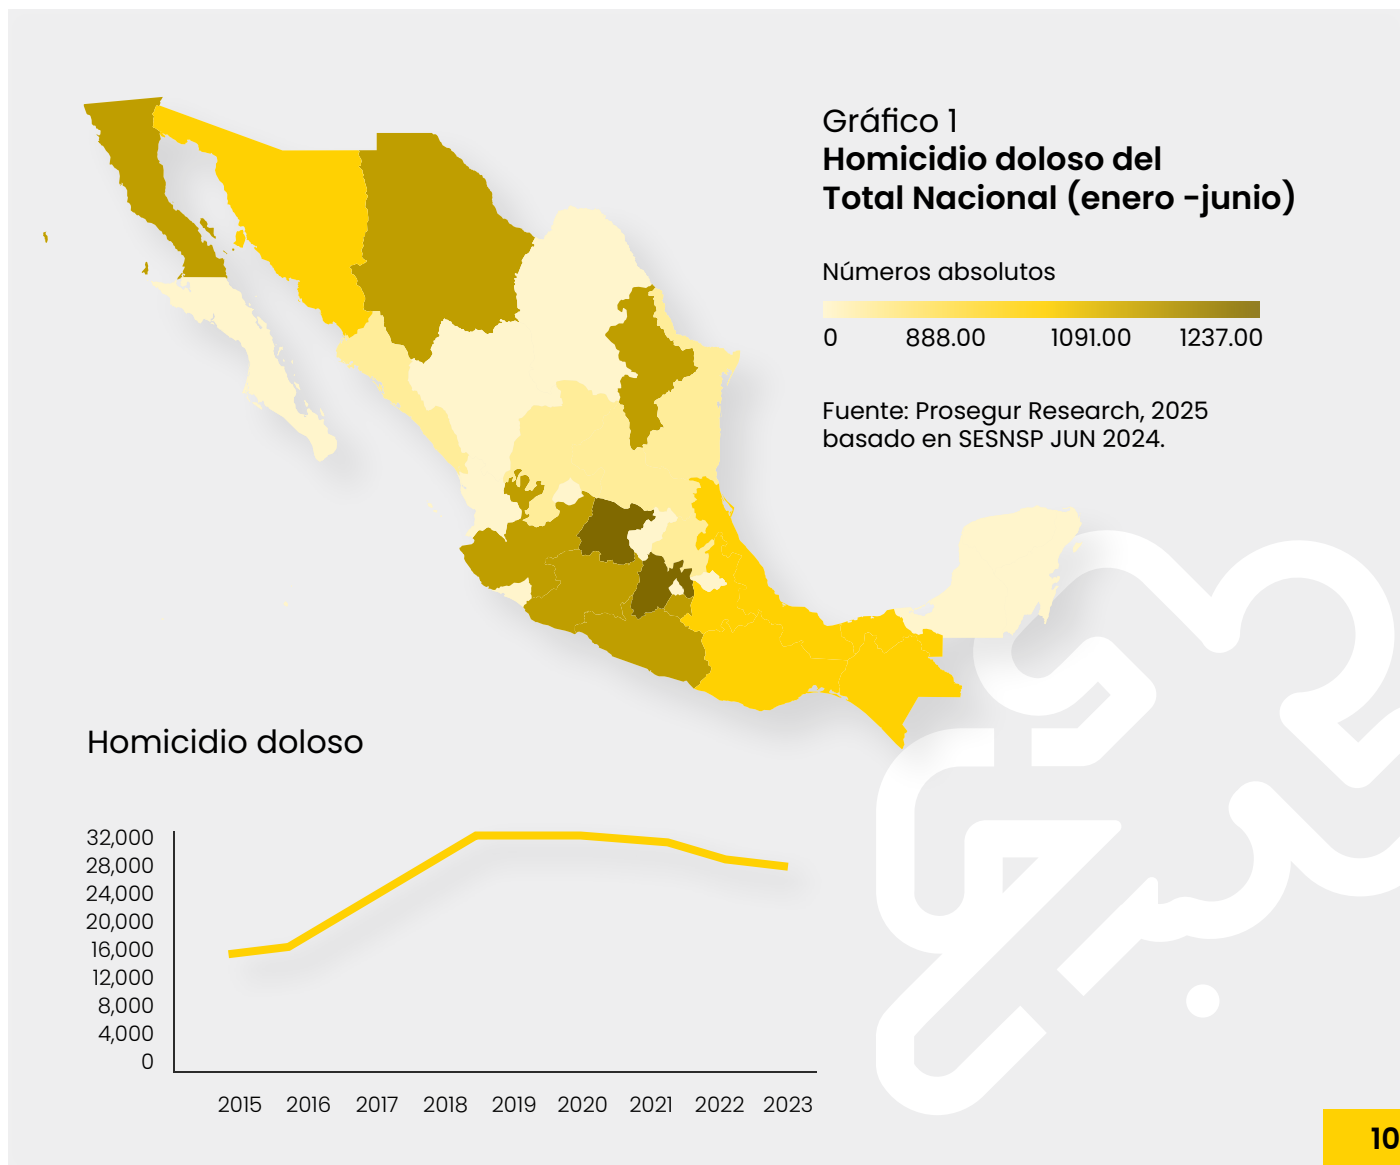 Gráfico 1
Homicidio doloso del
Total Nacional (enero -junio)
Números absolutos
0 888.00 1091.00 1237.00
Fuente: Prosegur Research, 2025
basado en SESNSP JUN 2024.
Homicidio doloso
32,000
28,000
24,000
20,000
16,000
12,000
8,000
4,000
0
2015 2016 2017 2018 2019 2020 2021 2022 2023
10